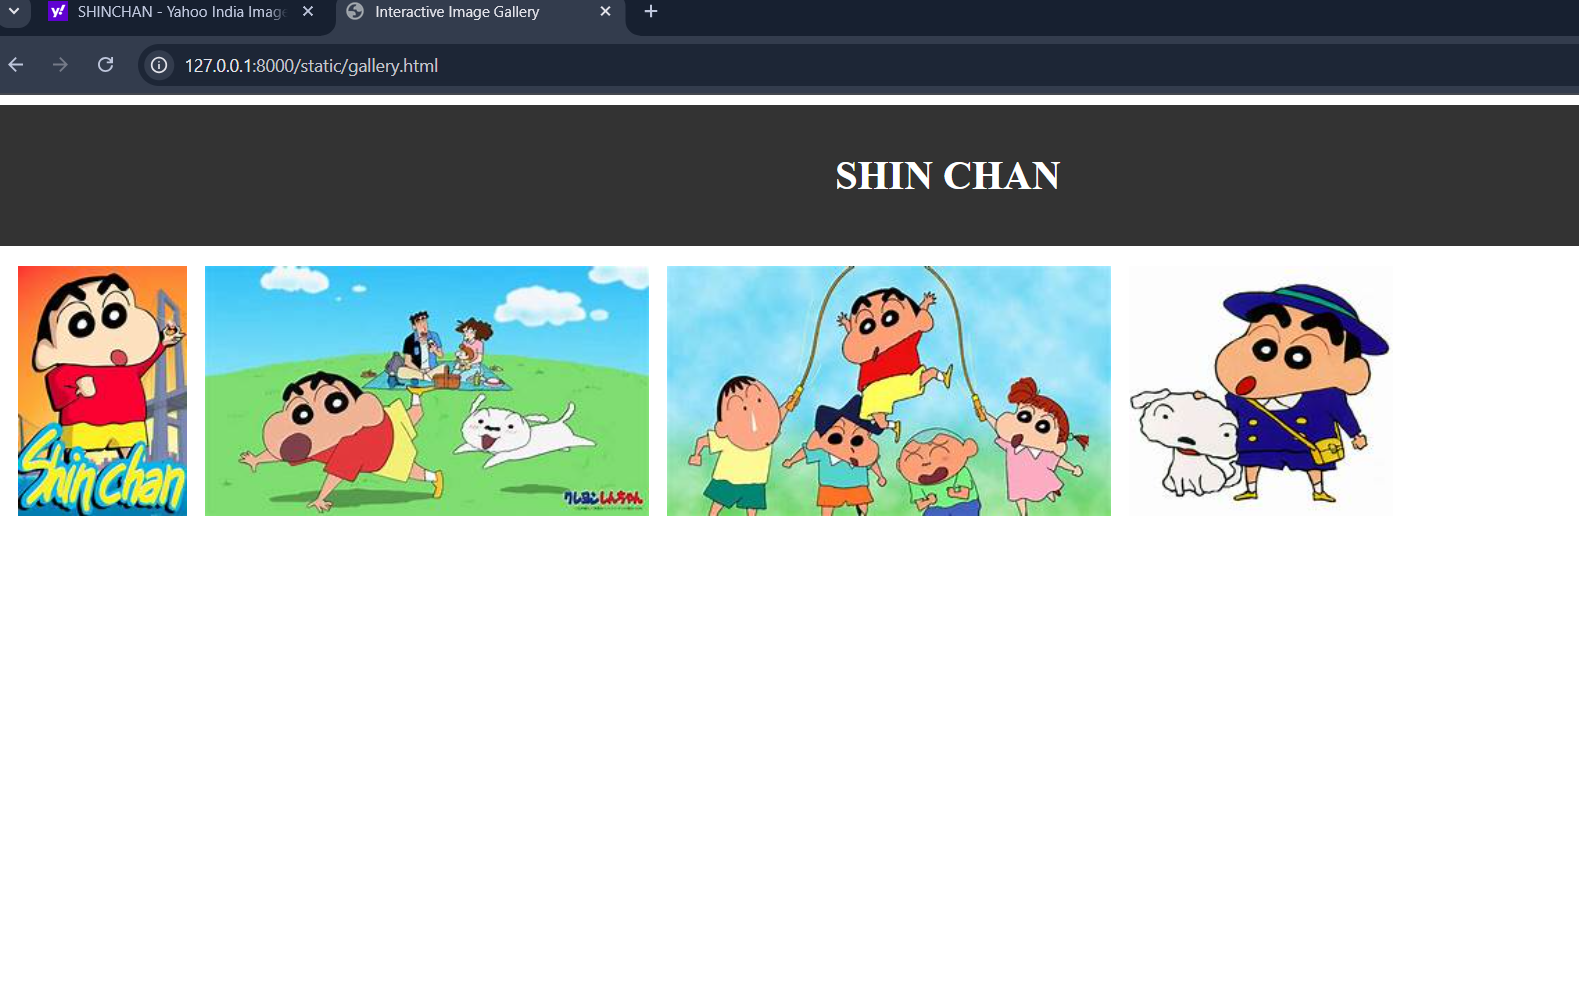 SHINCHAN - Yahoo India Imag
Interactive Image Gallery
127.0.0.1:8000/static/gallery.html
SHIN CHAN
Shin chan
クレヨンしんちゃん